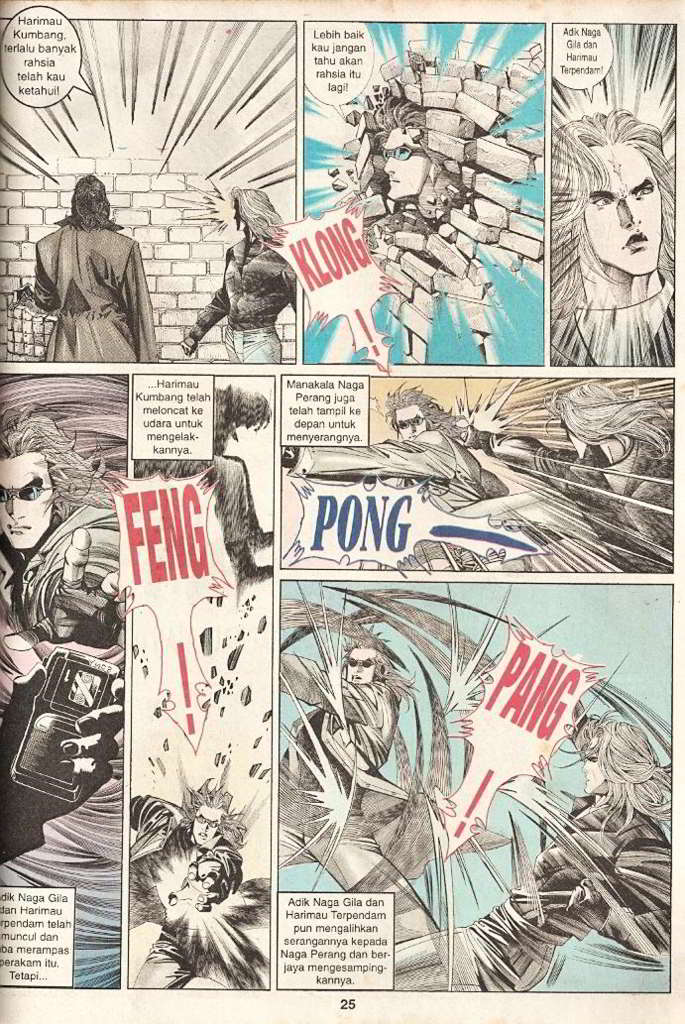 Harimau
Kumbang,
terlalu banyak
rahsia
telah kau
ketahui!
Lebih baik
kau jangan
tahu akan
rahsia itu
lagi!
Adik Naga
Gila dan
Harimau
Terpendam!
KLONG
!
dik Naga Gila
dan Harimau
rpendam telah
muncul dan
ba merampas
perakam itu.
Tetapi...
...Harimau
Kumbang telah
meloncat ke
udara untuk
mengelak-
kannya.
FENG
!
Manakala Naga
Perang juga
telah tampil ke
depan untuk
menyerangnya.
PONG
PANG
!
Adik Naga Gila dan
Harimau Terpendam
pun mengalihkan
serangannya kepada
Naga Perang dan ber-
jaya mengesamping-
kannya.
25